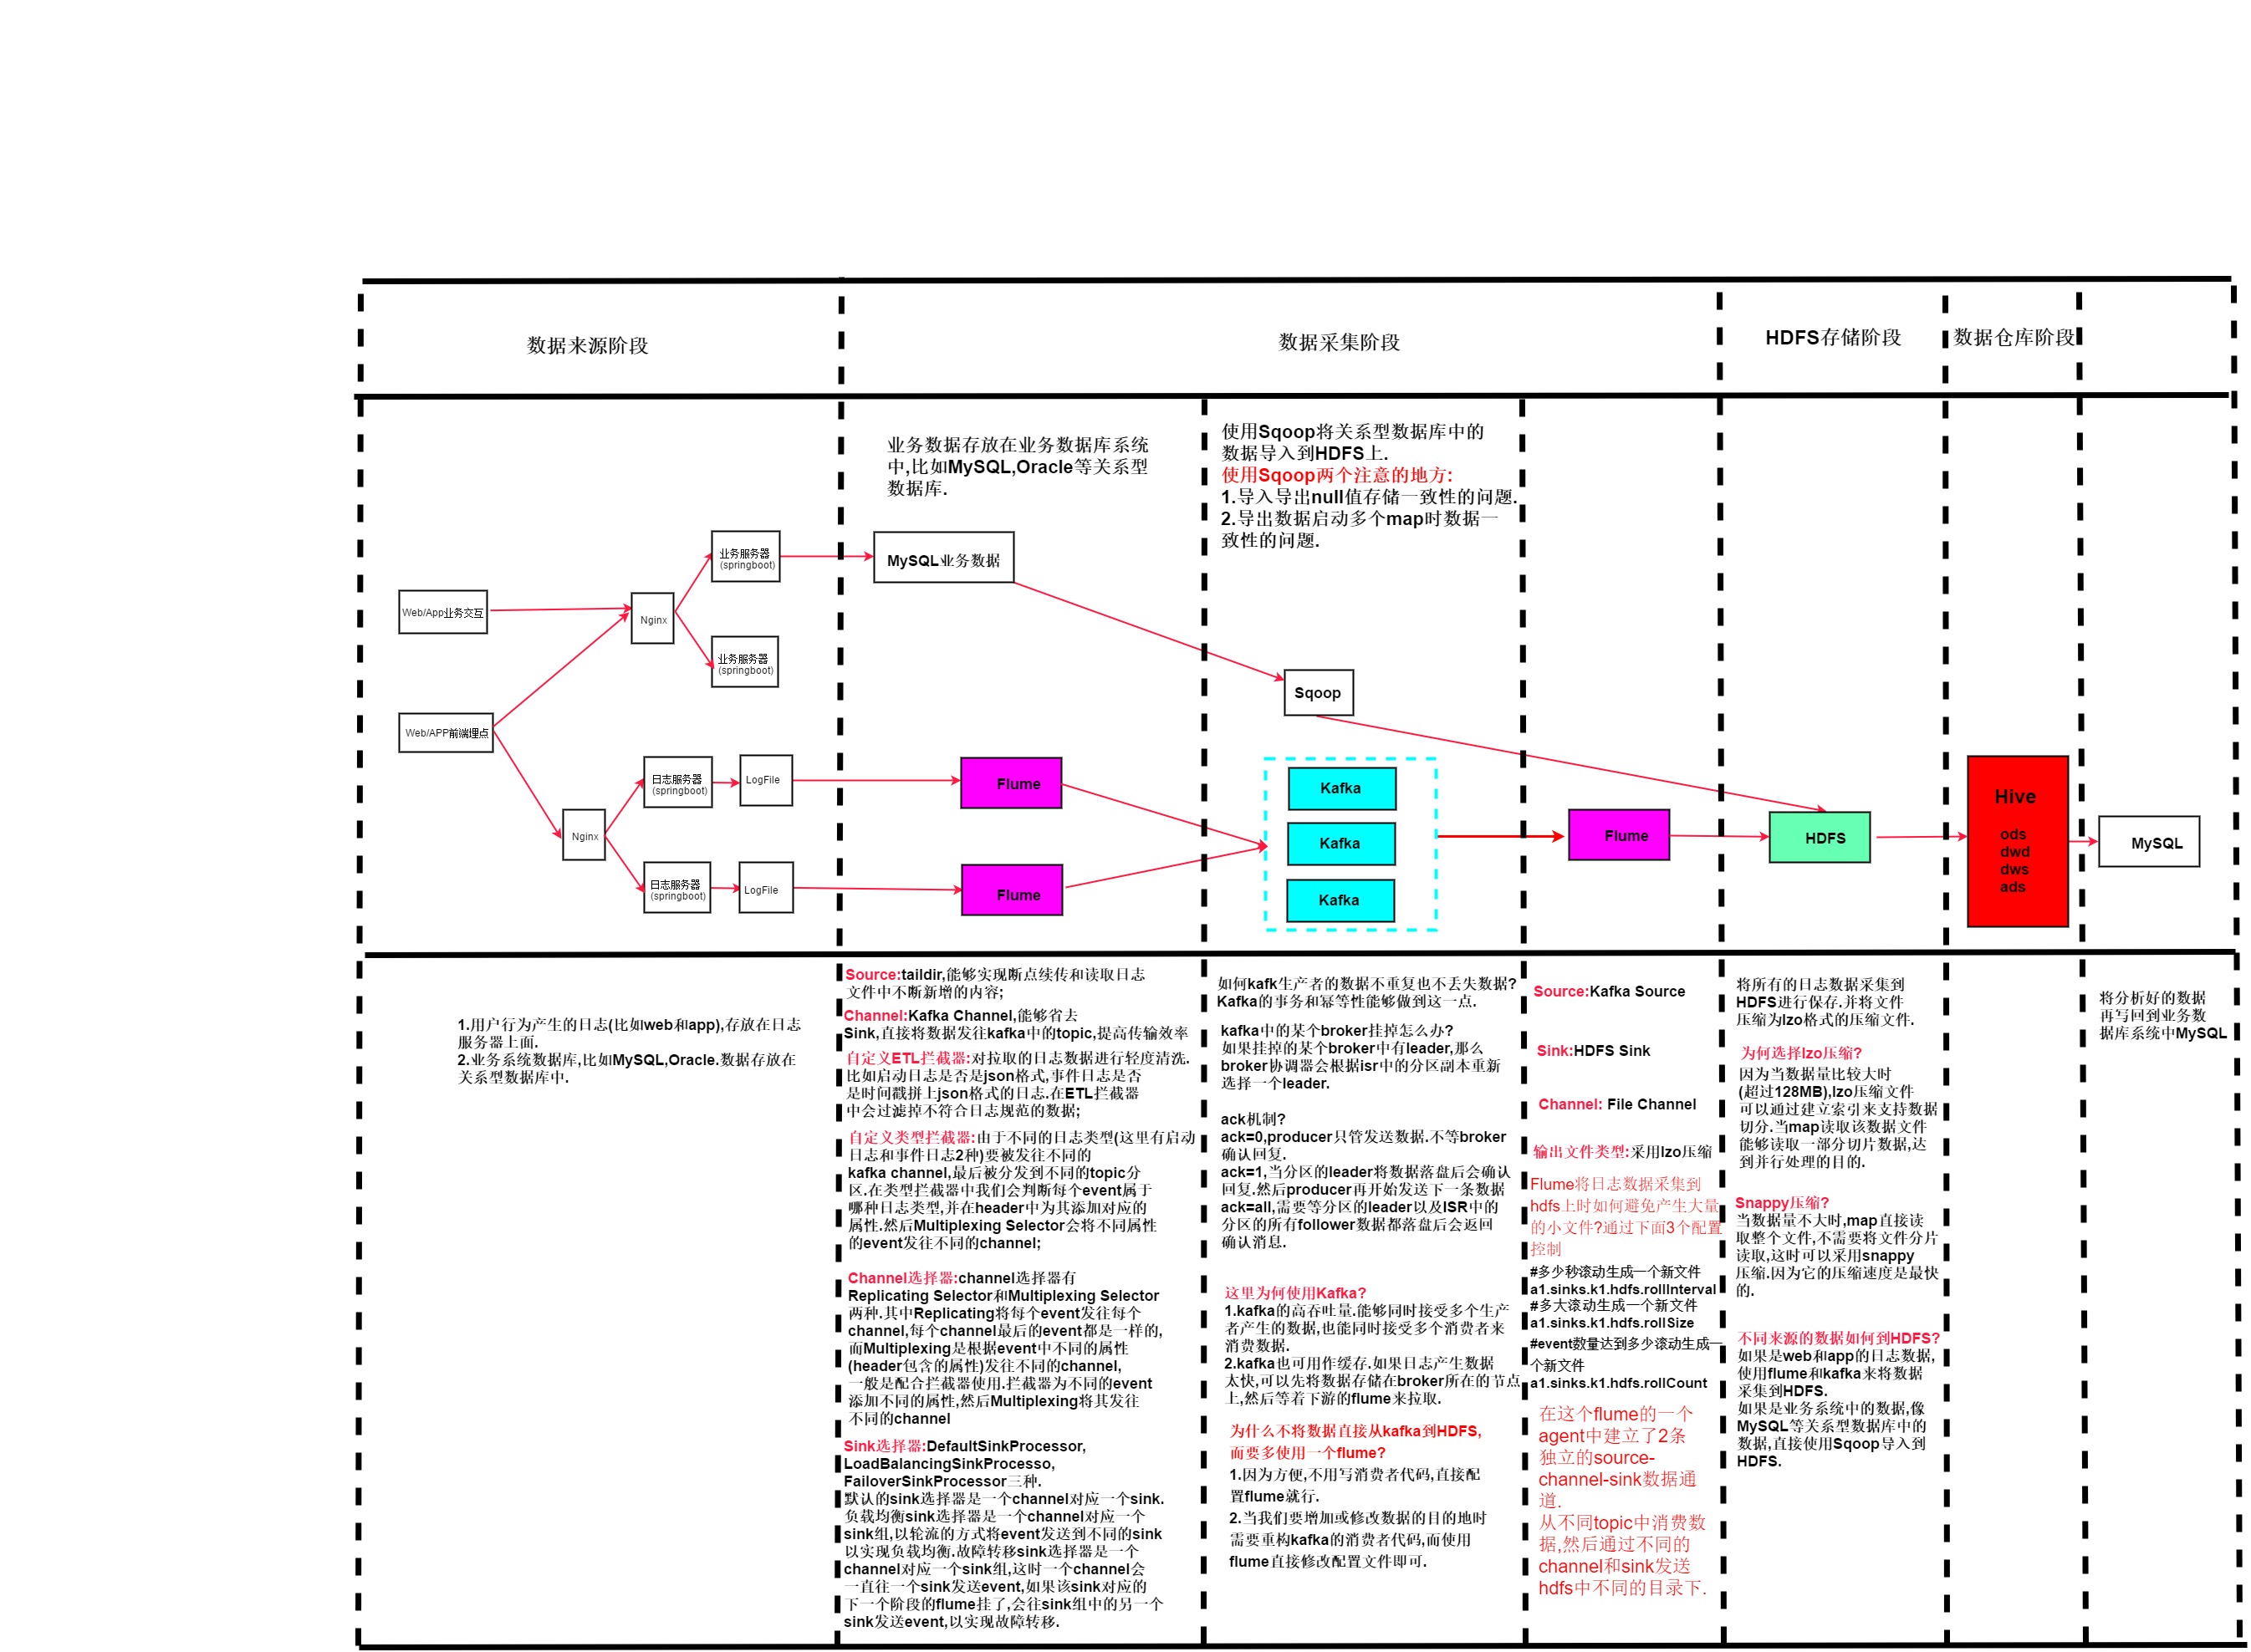 数据来源阶段
数据采集阶段
HDFS存储阶段
数据仓库阶段
业务数据存放在业务数据库系统
中,比如MySQL,Oracle等关系型
数据库.
使用Sqoop将关系型数据库中的
数据导入到HDFS上.
使用Sqoop两个注意的地方:
1.导入导出null值存储一致性的问题.
2.导出数据启动多个map时数据一
致性的问题.
Web/App业务交互
Web/APP前端埋点
Nginx
业务服务器
(springboot)
业务服务器
(springboot)
MySQL业务数据
Sqoop
Nginx
日志服务器
(springboot)
LogFile
日志服务器
(springboot)
LogFile
Flume
Flume
Kafka
Kafka
Kafka
Flume
HDFS
Hive
ods
dwd
dws
ads
MySQL
1.用户行为产生的日志(比如web和app),存放在日志
服务器上面.
2.业务系统数据库,比如MySQL,Oracle.数据存放在
关系型数据库中.
Source:taildir,能够实现断点续传和读取日志
文件中不断新增的内容;
Channel:Kafka Channel,能够省去
Sink,直接将数据发往kafka中的topic,提高传输效率
自定义ETL拦截器:对拉取的日志数据进行轻度清洗.
比如启动日志是否是json格式,事件日志是否
是时间戳拼上json格式的日志.在ETL拦截器
中会过滤掉不符合日志规范的数据;
自定义类型拦截器:由于不同的日志类型(这里有启动
日志和事件日志2种)要被发往不同的
kafka channel,最后被分发到不同的topic分
区.在类型拦截器中我们会判断每个event属于
哪种日志类型,并在header中为其添加对应的
属性.然后Multiplexing Selector会将不同属性
的event发往不同的channel;
Channel选择器:channel选择器有
Replicating Selector和Multiplexing Selector
两种.其中Replicating将每个event发往每个
channel,每个channel最后的event都是一样的,
而Multiplexing是根据event中不同的属性
(header包含的属性)发往不同的channel,
一般是配合拦截器使用.拦截器为不同的event
添加不同的属性,然后Multiplexing将其发往
不同的channel
Sink选择器:DefaultSinkProcessor,
LoadBalancingSinkProcesso,
FailoverSinkProcessor三种.
默认的sink选择器是一个channel对应一个sink.
负载均衡sink选择器是一个channel对应一个
sink组,以轮流的方式将event发送到不同的sink
以实现负载均衡.故障转移sink选择器是一个
channel对应一个sink组,这时一个channel会
一直往一个sink发送event,如果该sink对应的
下一个阶段的flume挂了,会往sink组中的另一个
sink发送event,以实现故障转移.
如何kafk生产者的数据不重复也不丢失数据?
Kafka的事务和幂等性能够做到这一点.
kafka中的某个broker挂掉怎么办?
如果挂掉的某个broker中有leader,那么
broker协调器会根据isr中的分区副本重新
选择一个leader.
ack机制?
ack=0,producer只管发送数据.不等broker
确认回复.
ack=1,当分区的leader将数据落盘后会确认
回复.然后producer再开始发送下一条数据
ack=all,需要等分区的leader以及ISR中的
分区的所有follower数据都落盘后会返回
确认消息.
这里为何使用Kafka?
1.kafka的高吞吐量.能够同时接受多个生产
者产生的数据,也能同时接受多个消费者来
消费数据.
2.kafka也可用作缓存.如果日志产生数据
太快,可以先将数据存储在broker所在的节点
上,然后等着下游的flume来拉取.
为什么不将数据直接从kafka到HDFS,
而要多使用一个flume?
1.因为方便,不用写消费者代码,直接配
置flume就行.
2.当我们要增加或修改数据的目的地时
需要重构kafka的消费者代码,而使用
flume直接修改配置文件即可.
Source:Kafka Source
Sink:HDFS Sink
Channel: File Channel
输出文件类型:采用lzo压缩
Flume将日志数据采集到
hdfs上时如何避免产生大量
的小文件?通过下面3个配置
控制
#多少秒滚动生成一个新文件
a1.sinks.k1.hdfs.rollInterval
#多大滚动生成一个新文件
a1.sinks.k1.hdfs.rollSize
#event数量达到多少滚动生成一
个新文件
a1.sinks.k1.hdfs.rollCount
在这个flume的一个
agent中建立了2条
独立的source-
channel-sink数据通
道.
从不同topic中消费数
据,然后通过不同的
channel和sink发送
hdfs中不同的目录下.
将所有的日志数据采集到
HDFS进行保存.并将文件
压缩为lzo格式的压缩文件.
为何选择lzo压缩?
因为当数据量比较大时
(超过128MB),lzo压缩文件
可以通过建立索引来支持数据
切分.当map读取该数据文件
能够读取一部分切片数据,达
到并行处理的目的.
Snappy压缩?
当数据量不大时,map直接读
取整个文件,不需要将文件分片
读取,这时可以采用snappy
压缩.因为它的压缩速度是最快
的.
不同来源的数据如何到HDFS?
如果是web和app的日志数据,
使用flume和kafka来将数据
采集到HDFS.
如果是业务系统中的数据,像
MySQL等关系型数据库中的
数据,直接使用Sqoop导入到
HDFS.
将分析好的数据
再写回到业务数
据库系统中MySQL